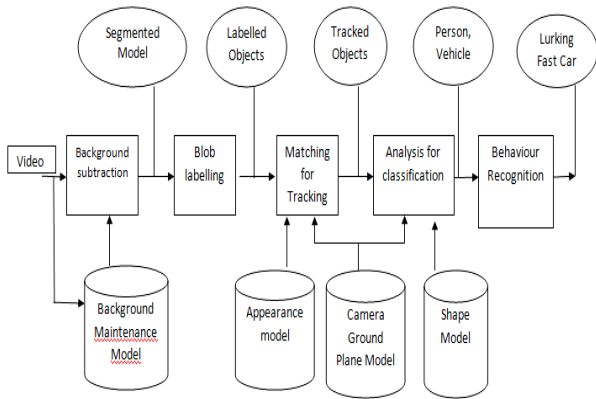 Segmented
Model
Labelled
Objects
Tracked
Objects
Person,
Vehicle
Lurking
Fast Car
Video
Background
subtraction
Blob
labelling
Matching
for
Tracking
Analysis for
classification
Behaviour
Recognition
Background
Maintenance
Model
Appearance
model
Camera
Ground
Plane Model
Shape
Model